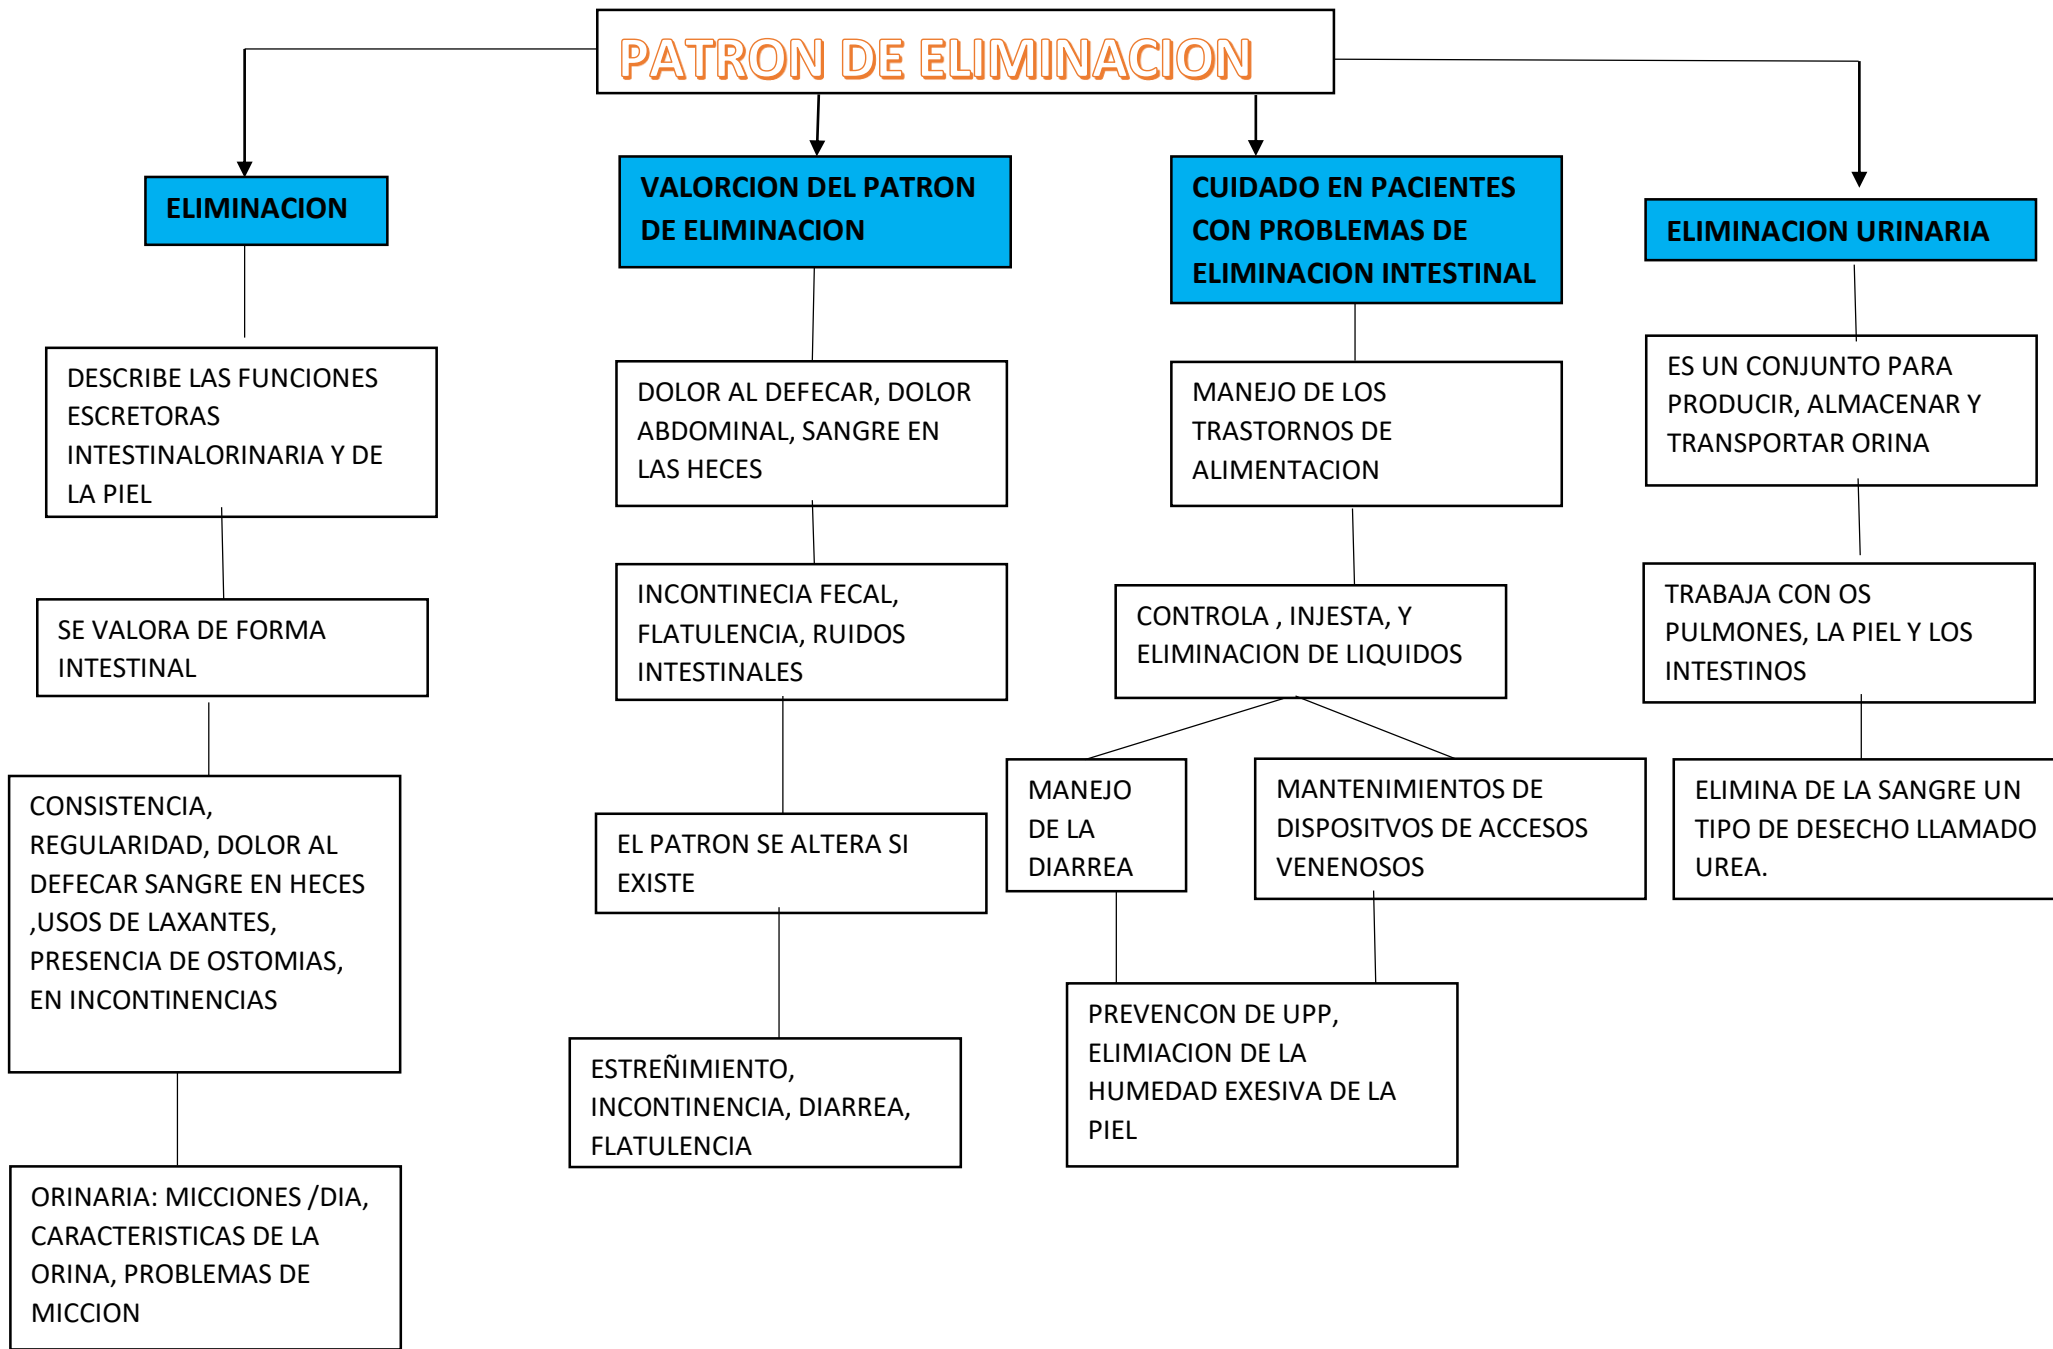 PATRON DE ELIMINACION
ELIMINACION
DESCRIBE LAS FUNCIONES
ESCRETORAS
INTESTINALORINARIA Y DE
LA PIEL
SE VALORA DE FORMA
INTESTINAL
CONSISTENCIA,
REGULARIDAD, DOLOR AL
DEFECAR SANGRE EN HECES
,USOS DE LAXANTES,
PRESENCIA DE OSTOMIAS,
EN INCONTINENCIAS
ORINARIA: MICCIONES /DIA,
CARACTERISTICAS DE LA
ORINA, PROBLEMAS DE
MICCION
VALORCION DEL PATRON
DE ELIMINACION
DOLOR AL DEFECAR, DOLOR
ABDOMINAL, SANGRE EN
LAS HECES
INCONTINECIA FECAL,
FLATULENCIA, RUIDOS
INTESTINALES
EL PATRON SE ALTERA SI
EXISTE
ESTREÑIMIENTO,
INCONTINENCIA, DIARREA,
FLATULENCIA
CUIDADO EN PACIENTES
CON PROBLEMAS DE
ELIMINACION INTESTINAL
MANEJO DE LOS
TRASTORNOS DE
ALIMENTACION
CONTROLA , INJESTA, Y
ELIMINACION DE LIQUIDOS
MANEJO
DE LA
DIARREA
MANTENIMIENTOS DE
DISPOSITVOS DE ACCESOS
VENENOSOS
PREVENCON DE UPP,
ELIMIACION DE LA
HUMEDAD EXESIVA DE LA
PIEL
ELIMINACION URINARIA
ES UN CONJUNTO PARA
PRODUCIR, ALMACENAR Y
TRANSPORTAR ORINA
TRABAJA CON OS
PULMONES, LA PIEL Y LOS
INTESTINOS
ELIMINA DE LA SANGRE UN
TIPO DE DESECHO LLAMADO
UREA.